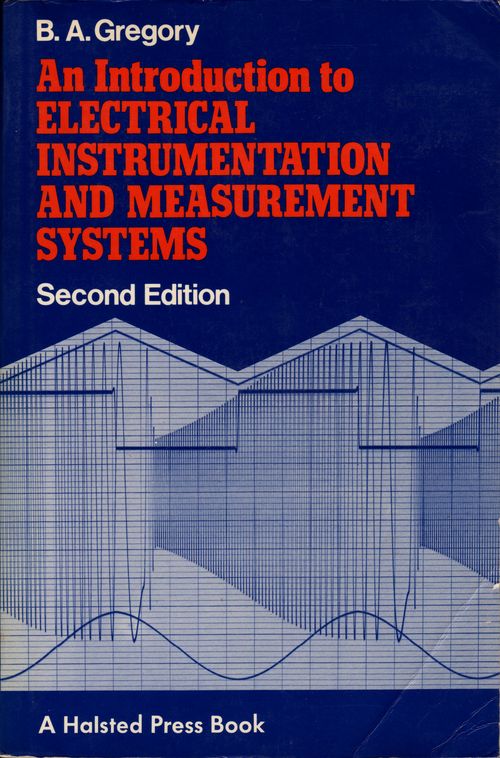 B. A. Gregory
An Introduction to
ELECTRICAL
INSTRUMENTATION
AND MEASUREMENT
SYSTEMS
Second Edition
A Halsted Press Book